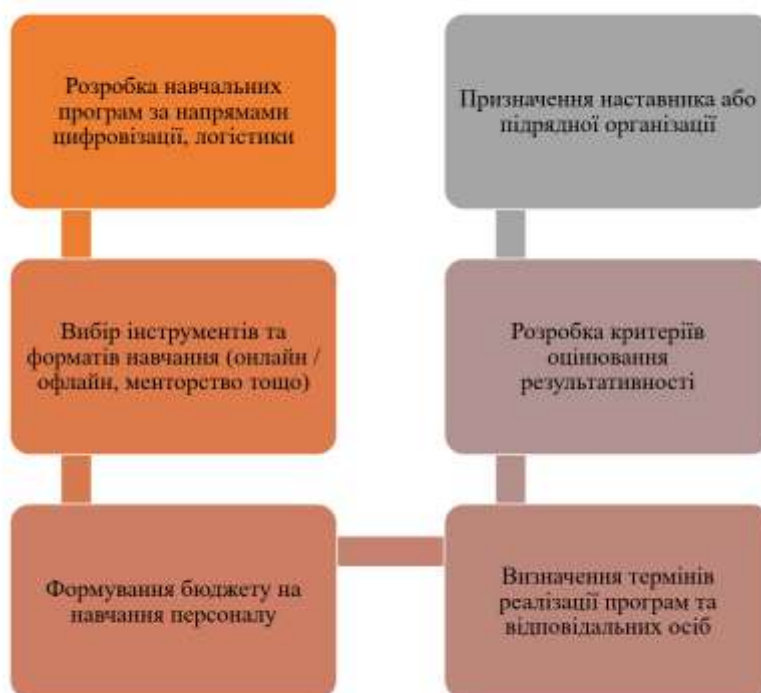 Розробка навчальних
програм за напрямами
цифровізації, логістики
Вибір інструментів та
форматів навчання (онлайн /
офлайн, менторство тощо)
Формування бюджету на
навчання персоналу
Визначення термінів
реалізації програм та
відповідальних осіб
Розробка критеріїв
оцінювання
результативності
Призначення наставника або
підрядної організації